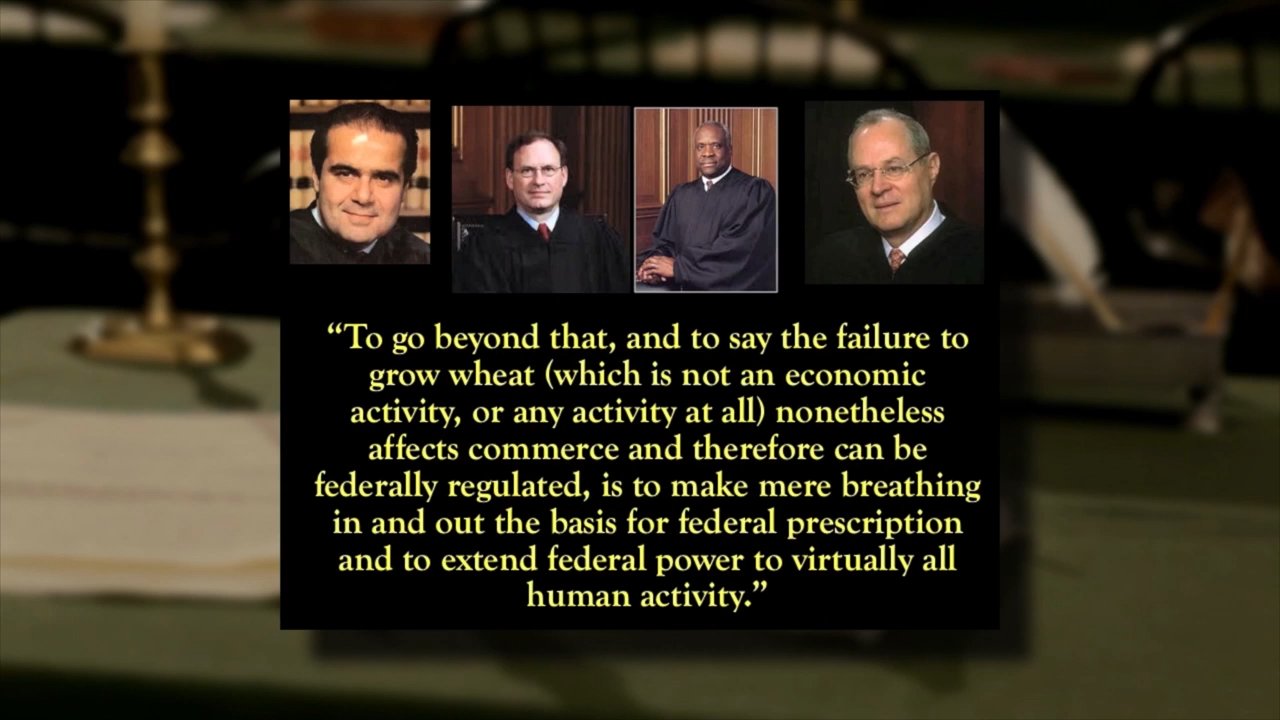 “To go beyond that, and to say the failure to
grow wheat (which is not an economic
activity, or any activity at all) nonetheless
affects commerce and therefore can be
federally regulated, is to make mere breathing
in and out the basis for federal prescription
and to extend federal power to virtually all
human activity.”